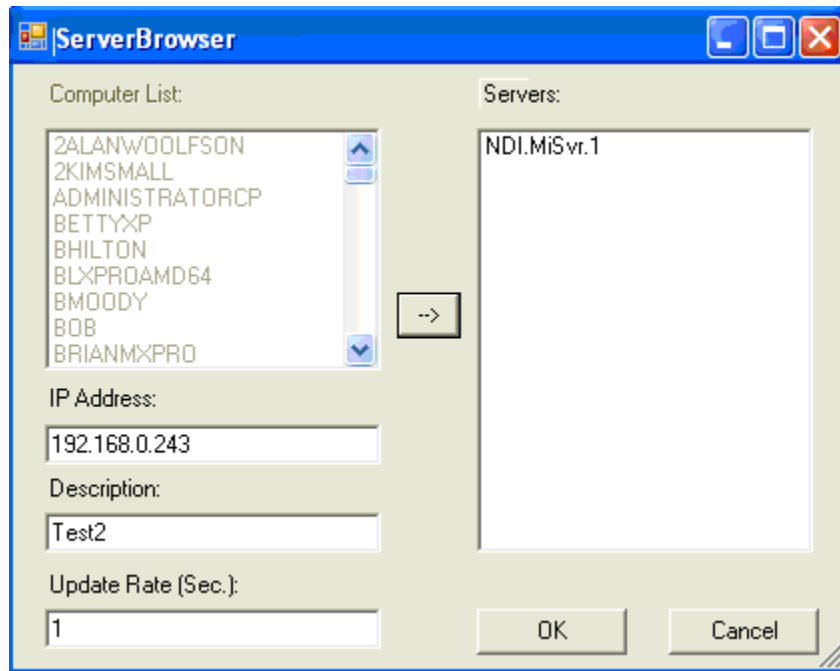 ServerBrowser
Computer List:
2ALANWOOLFSON
2KIMSMALL
ADMINISTRATORCP
BETTYXP
BHILTON
BLXPROAMD64
BMOODY
BOB
BRIANMXPRO
IP Address:
192.168.0.243
Description:
Test2
Update Rate (Sec.):
1
-->
Servers:
NDI.MiSvr.1
OK
Cancel